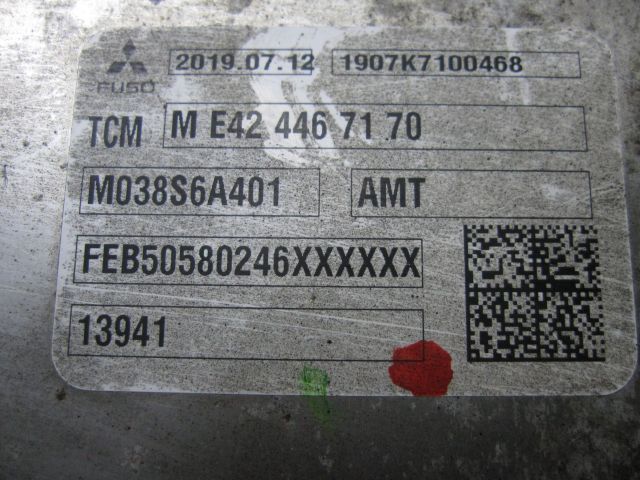 FUSO 2019.07.12 1907K7100468
TCM M E42 446 71 70
M038S6A401 AMT
FEB50580246XXXXXX
13941